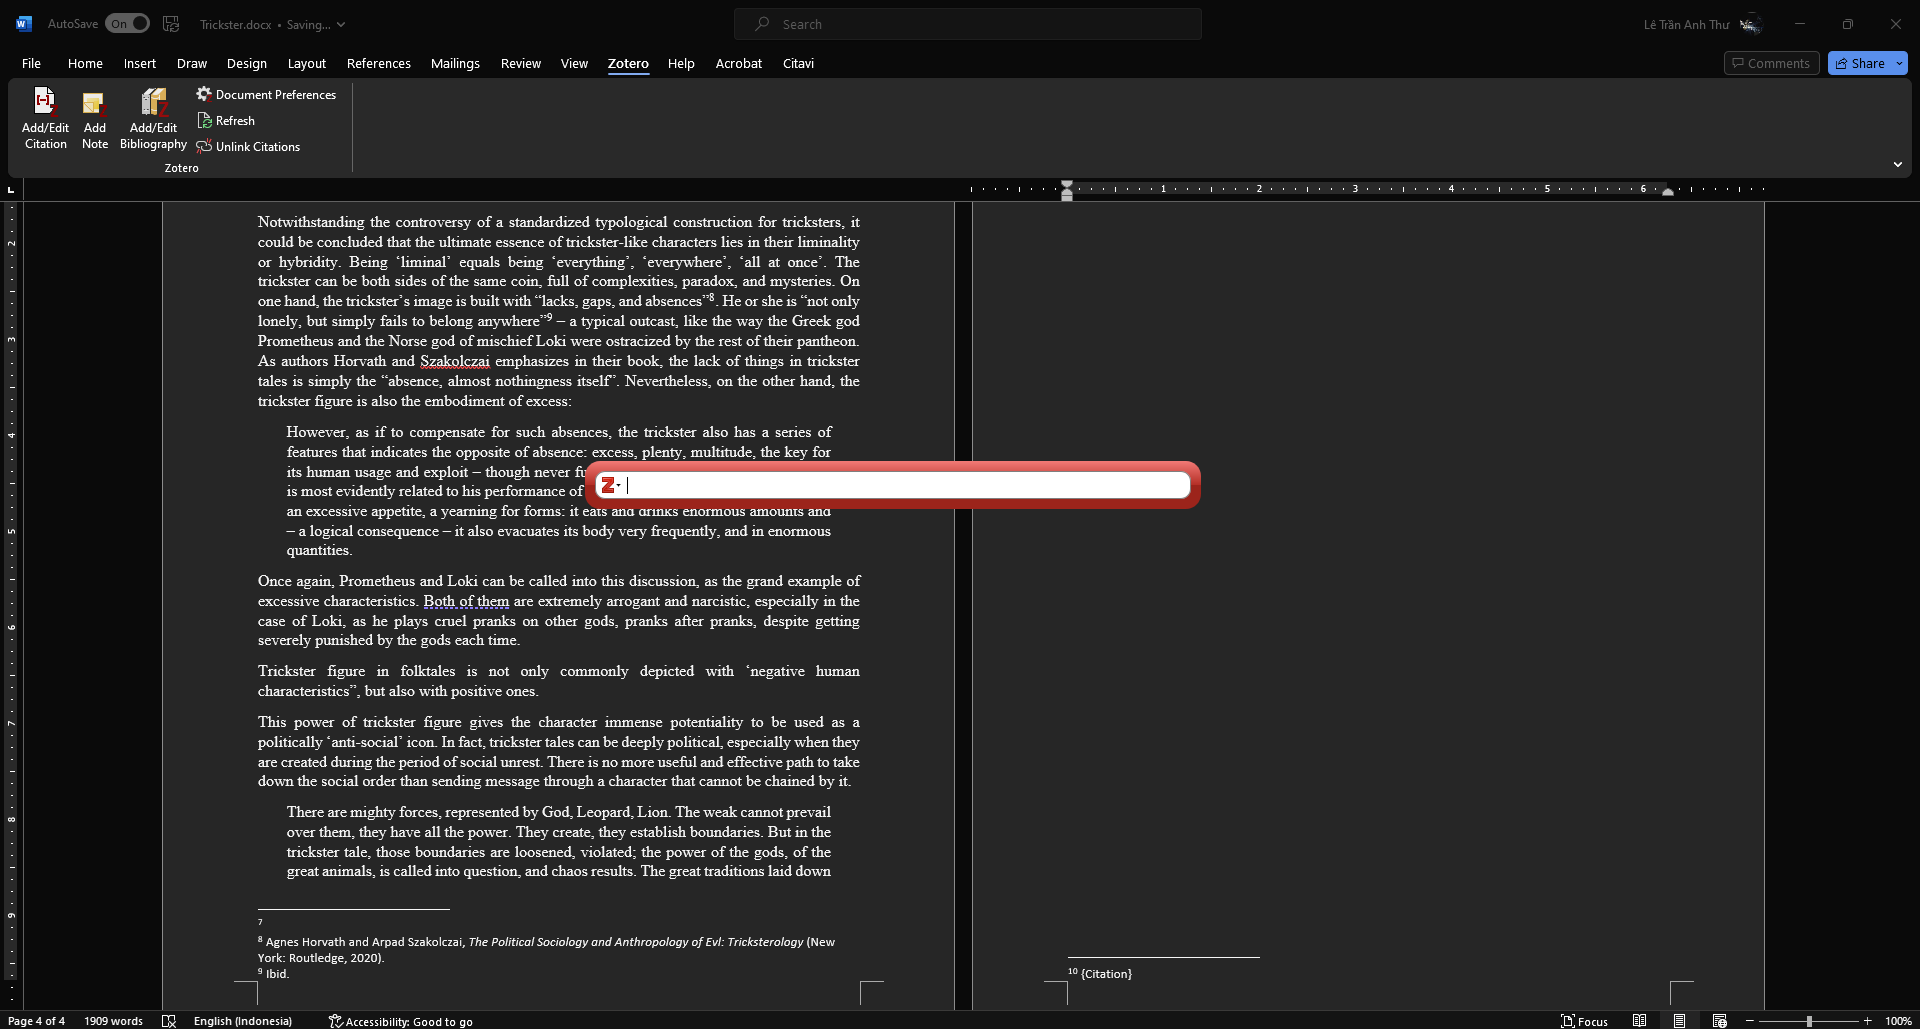 AutoSave On Trickster.docx • Saving... Search Lê Trần Anh Thư
File Home Insert Draw Design Layout References Mailings Review View Zotero Help Acrobat Citavi Comments Share
Add/Edit Citation
Add Note
Add/Edit Bibliography
Document Preferences
Refresh
Unlink Citations
Zotero
1 2 3 4 5 6
Notwithstanding the controversy of a standardized typological construction for tricksters, it
could be concluded that the ultimate essence of trickster-like characters lies in their liminality
or hybridity. Being ‘liminal’ equals being ‘everything’, ‘everywhere’, ‘all at once’. The
trickster can be both sides of the same coin, full of complexities, paradox, and mysteries. On
one hand, the trickster’s image is built with “lacks, gaps, and absences”8. He or she is “not only
lonely, but simply fails to belong anywhere”9 – a typical outcast, like the way the Greek god
Prometheus and the Norse god of mischief Loki were ostracized by the rest of their pantheon.
As authors Horvath and Szakolczai emphasizes in their book, the lack of things in trickster
tales is simply the “absence, almost nothingness itself”. Nevertheless, on the other hand, the
trickster figure is also the embodiment of excess:
However, as if to compensate for such absences, the trickster also has a series of
features that indicates the opposite of absence: excess, plenty, multitude, the key for
its human usage and exploit – though never fu
is most evidently related to his performance of
an excessive appetite, a yearning for forms: it eats and drinks enormous amounts and
– a logical consequence – it also evacuates its body very frequently, and in enormous
quantities.
Once again, Prometheus and Loki can be called into this discussion, as the grand example of
excessive characteristics. Both of them are extremely arrogant and narcistic, especially in the
case of Loki, as he plays cruel pranks on other gods, pranks after pranks, despite getting
severely punished by the gods each time.
Trickster figure in folktales is not only commonly depicted with ‘negative human
characteristics”, but also with positive ones.
This power of trickster figure gives the character immense potentiality to be used as a
politically ‘anti-social’ icon. In fact, trickster tales can be deeply political, especially when they
are created during the period of social unrest. There is no more useful and effective path to take
down the social order than sending message through a character that cannot be chained by it.
There are mighty forces, represented by God, Leopard, Lion. The weak cannot prevail
over them, they have all the power. They create, they establish boundaries. But in the
trickster tale, those boundaries are loosened, violated; the power of the gods, of the
great animals, is called into question, and chaos results. The great traditions laid down
7
8 Agnes Horvath and Arpad Szakolczai, The Political Sociology and Anthropology of Evl: Tricksterology (New
York: Routledge, 2020).
9 Ibid.
10 {Citation}
2
3
4
5
6
7
8
9
Page 4 of 4 1909 words English (Indonesia) Accessibility: Good to go Focus 100%